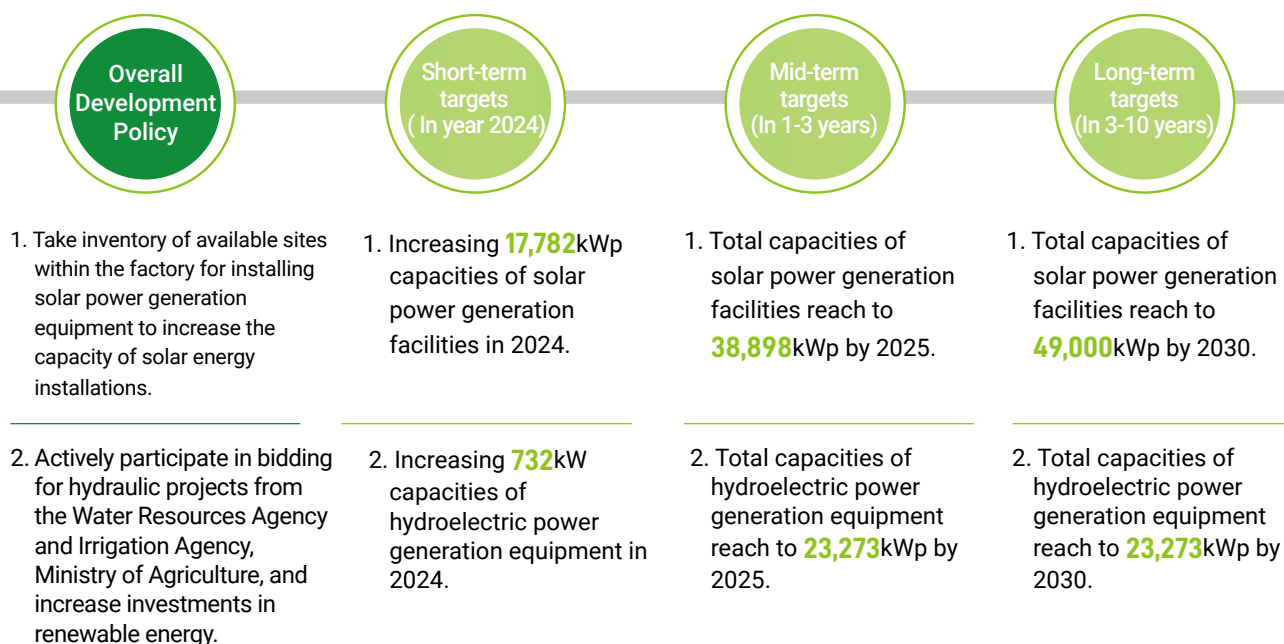 Overall
Development
Policy
Short-term
targets
( In year 2024)
Mid-term
targets
(In 1-3 years)
Long-term
targets
(In 3-10 years)
1. Take inventory of available sites
within the factory for installing
solar power generation
equipment to increase the
capacity of solar energy
installations.
1. Increasing 17,782kWp
capacities of solar
power generation
facilities in 2024.
1. Total capacities of
solar power generation
facilities reach to
38,898kWp by 2025.
1. Total capacities of
solar power generation
facilities reach to
49,000kWp by 2030.
2. Actively participate in bidding
for hydraulic projects from
the Water Resources Agency
and Irrigation Agency,
Ministry of Agriculture, and
increase investments in
renewable energy.
2. Increasing 732kW
capacities of
hydroelectric power
generation equipment in
2024.
2. Total capacities of
hydroelectric power
generation equipment
reach to 23,273kWp by
2025.
2. Total capacities of
hydroelectric power
generation equipment
reach to 23,273kWp by
2030.